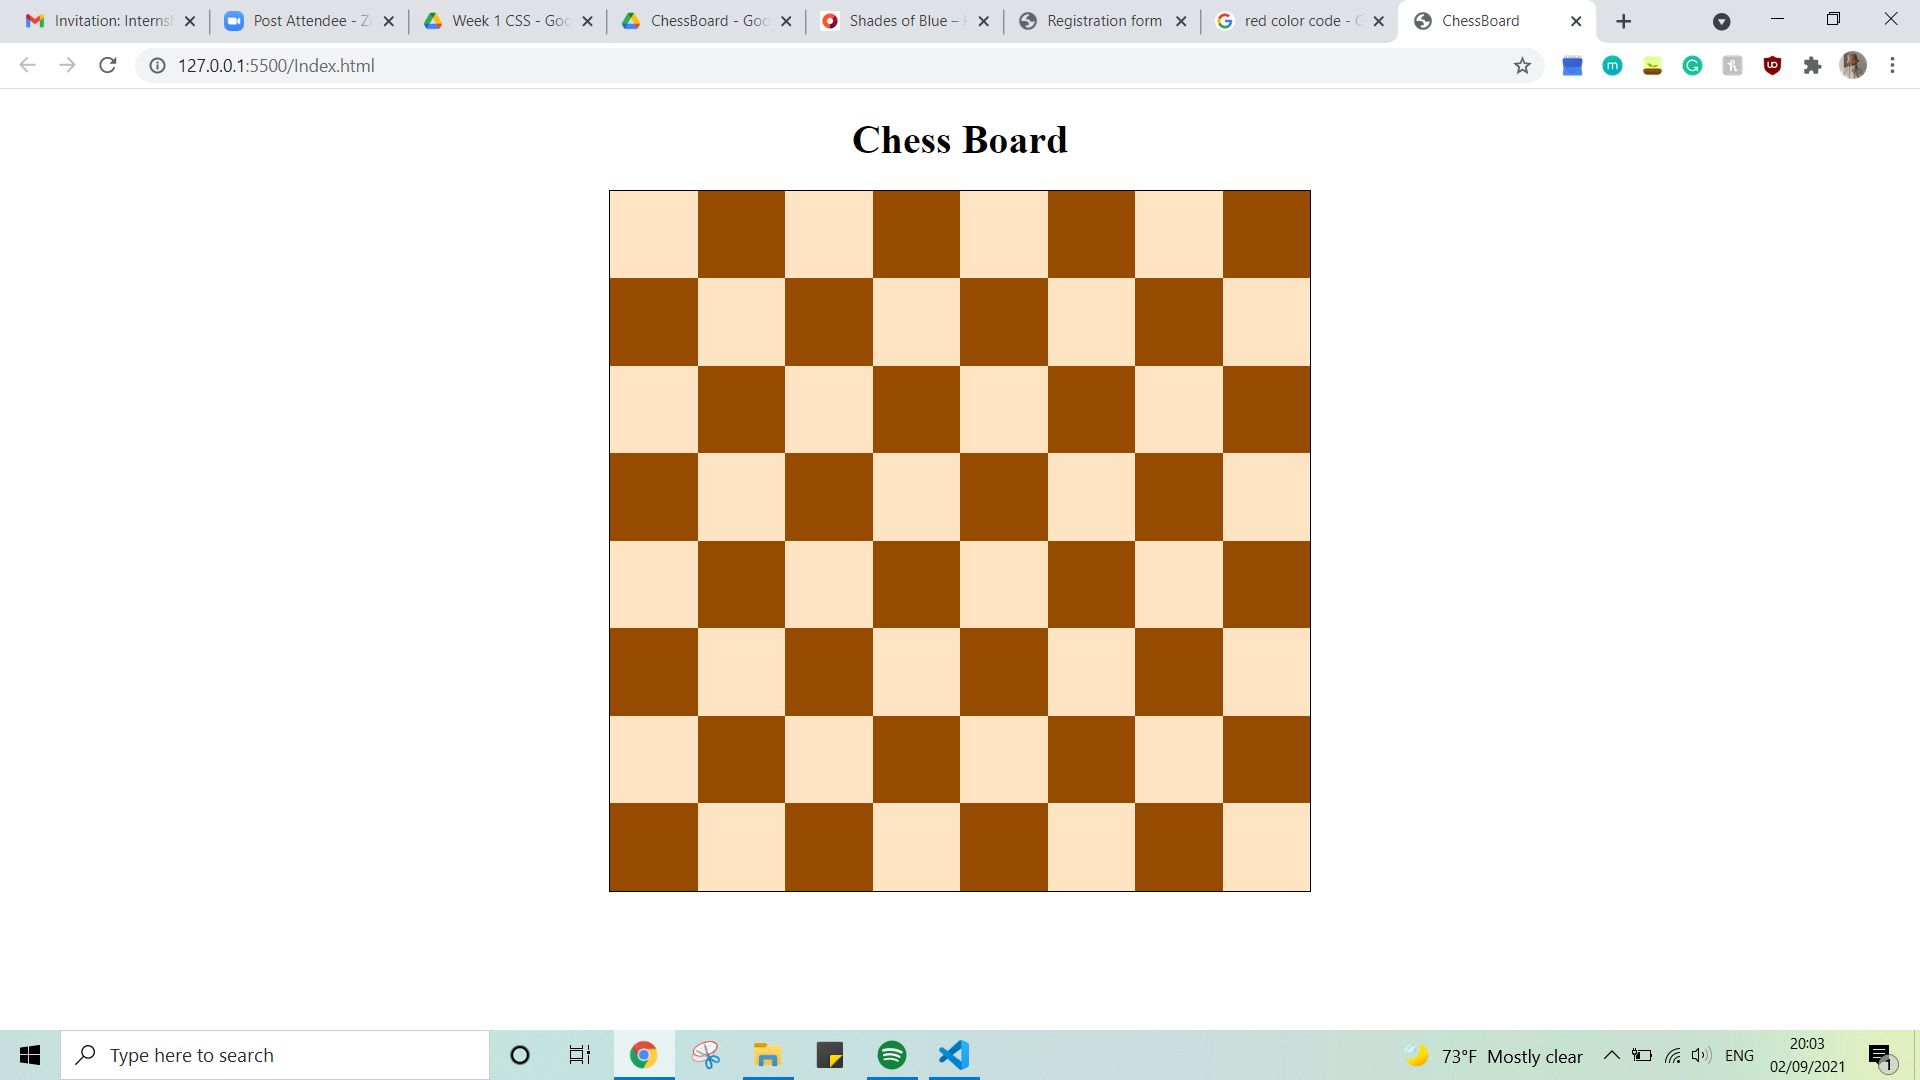 Invitation: Interns
Post Attendee - Z
Week 1 CSS - Goo
ChessBoard - Goo
Shades of Blue –
Registration form
red color code - G
ChessBoard
127.0.0.1:5500/Index.html
Chess Board
Type here to search
73°F Mostly clear
ENG
20:03
02/09/2021
1